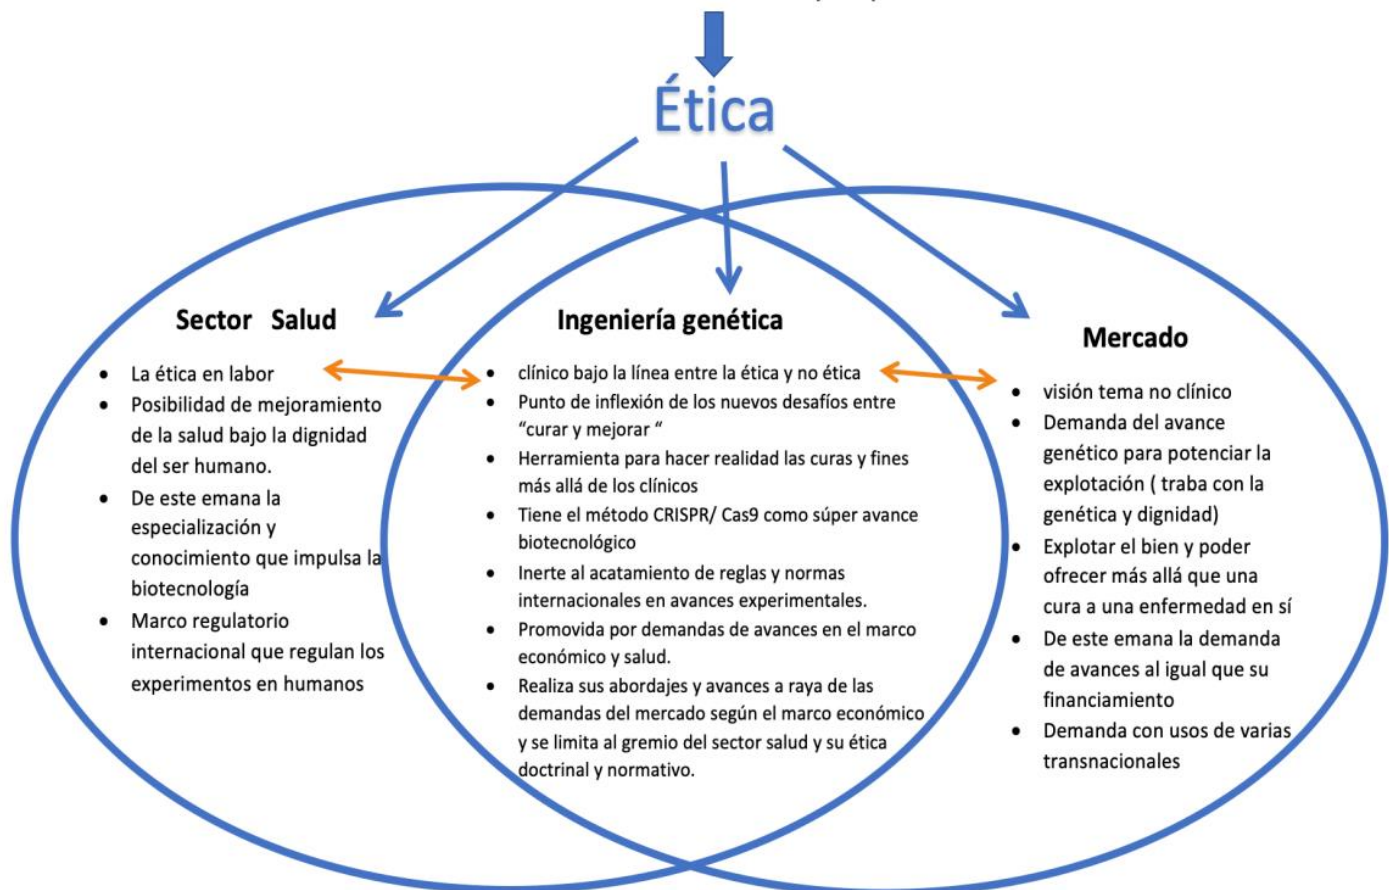 Ética
Sector Salud
• La ética en labor
• Posibilidad de mejoramiento
de la salud bajo la dignidad
del ser humano.
• De este emana la
especialización y
conocimiento que impulsa la
biotecnología
• Marco regulatorio
internacional que regulan los
experimentos en humanos
Ingeniería genética
• clínico bajo la línea entre la ética y no ética
• Punto de inflexión de los nuevos desafíos entre
“curar y mejorar “
• Herramienta para hacer realidad las curas y fines
más allá de los clínicos
• Tiene el método CRISPR/ Cas9 como súper avance
biotecnológico
• Inerte al acatamiento de reglas y normas
internacionales en avances experimentales.
• Promovida por demandas de avances en el marco
económico y salud.
• Realiza sus abordajes y avances a raya de las
demandas del mercado según el marco económico
y se limita al gremio del sector salud y su ética
doctrinal y normativo.
Mercado
• visión tema no clínico
• Demanda del avance
genético para potenciar la
explotación ( traba con la
genética y dignidad)
• Explotar el bien y poder
ofrecer más allá que una
cura a una enfermedad en sí
• De este emana la demanda
de avances al igual que su
financiamiento
• Demanda con usos de varias
transnacionales